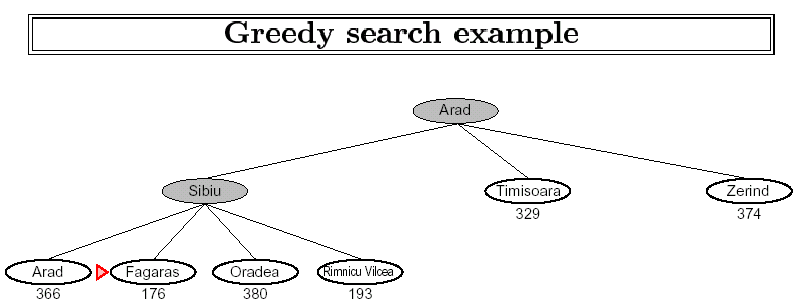 Greedy search example
Arad
Sibiu
Timisoara
Zerind
329
374
Arad
Fagaras
Oradea
Rimnicu Vilcea
366
176
380
193